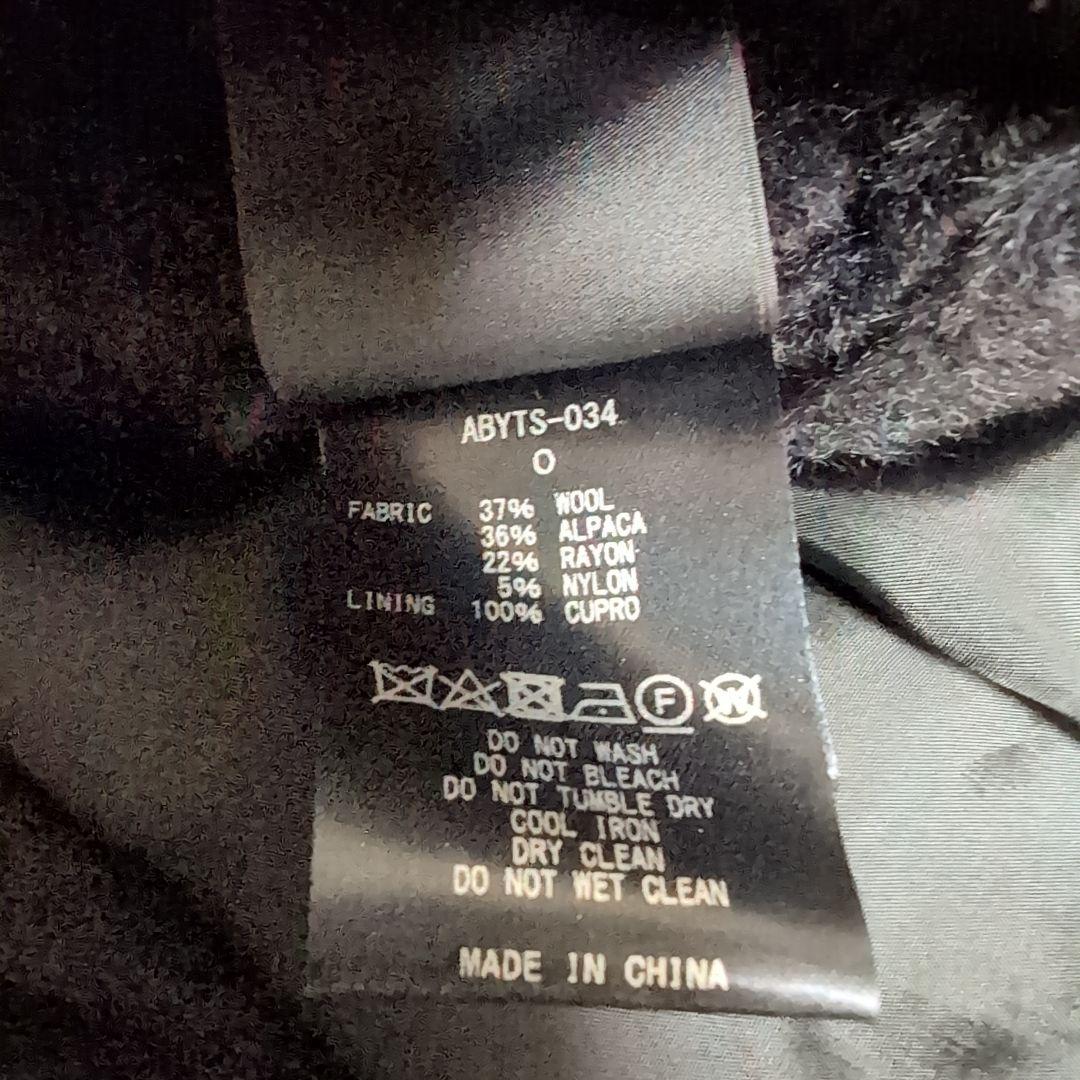 ABYTS-034
0
FABRIC 37% WOOL
36% ALPACA
22% RAYON
5% NYLON
LINING 100% CUPRO
F W
DO NOT WASH
DO NOT BLEACH
DO NOT TUMBLE DRY
COOL IRON
DRY CLEAN
DO NOT WET CLEAN
MADE IN CHINA